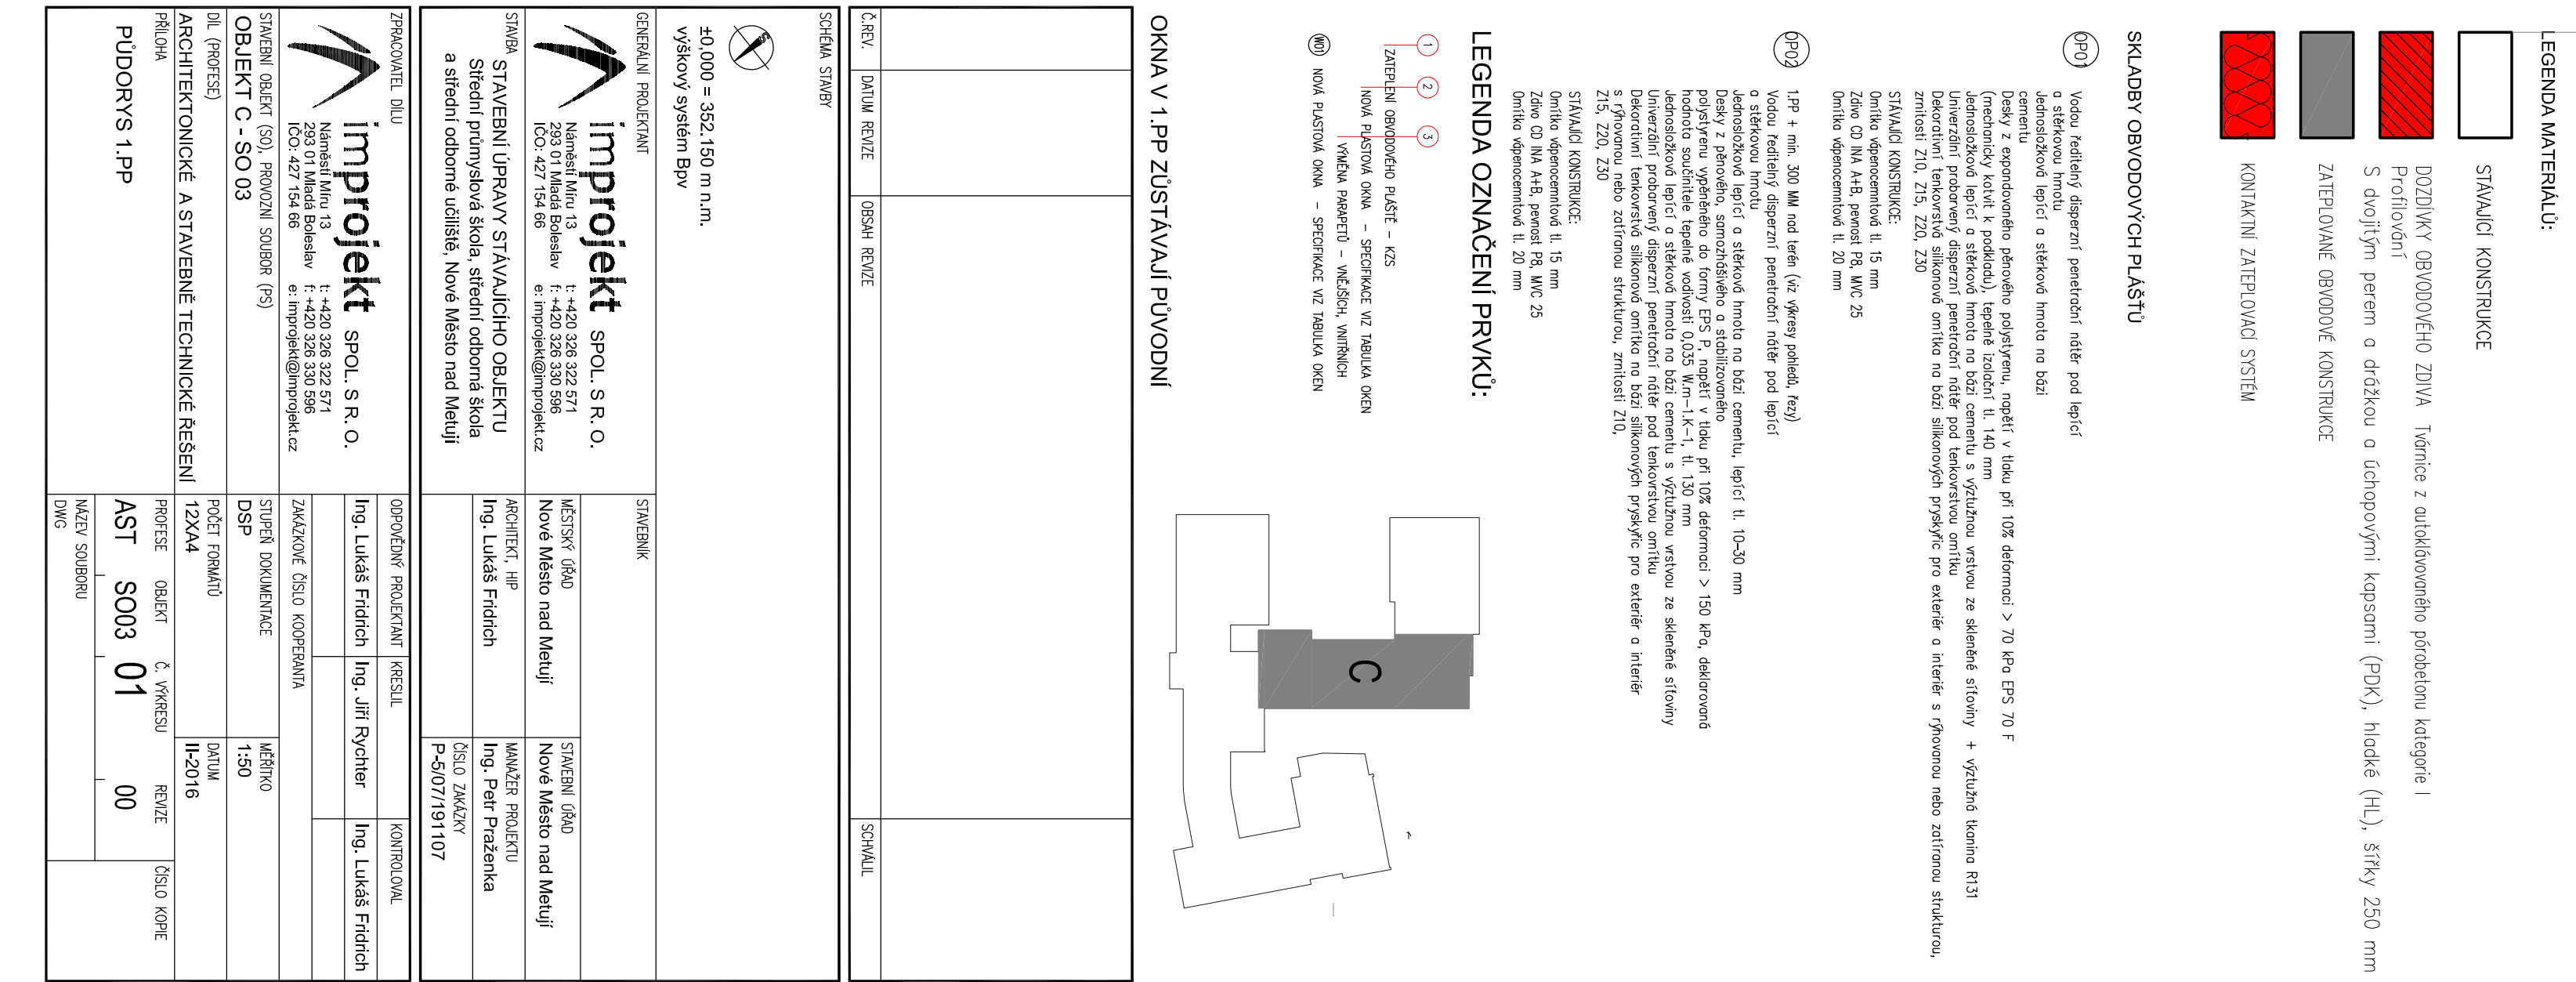 LEGENDA MATERIÁLŮ:
STÁVAJÍCÍ KONSTRUKCE
DOZDÍVKY OBVODOVÉHO ZDIVA Tvárnice z autoklávovaného pórobetonu kategorie I
Profilování
S dvojitým perem a drážkou a úchopovými kapsami (PDK), hladké (HL), šířky 250 mm
ZATEPLOVANÉ OBVODOVÉ KONSTRUKCE
KONTAKTNÍ ZATEPLOVACÍ SYSTÉM
SKLADBY OBVODOVÝCH PLÁŠŤŮ
OP01
Vodou ředitelný disperzní penetrační nátěr pod lepící
a stěrkovou hmotu
Jednosložková lepící a stěrková hmota na bázi
cementu
Desky z expandovaného pěnového polystyrenu, napětí v tlaku při 10% deformaci > 70 kPa EPS 70 F
(mechanicky kotvit k podkladu), tepelně izolační tl. 140 mm
Jednosložková lepící a stěrková hmota na bázi cementu s výztužnou vrstvou ze skleněné síťoviny + výztužná tkanina R131
Univerzální probarvený disperzní penetrační nátěr pod tenkovrstvou omítku
Dekorativní tenkovrstvá silikonová omítka na bázi silikonových pryskyřic pro exteriér a interiér s rýhovanou nebo zatíranou strukturou,
zrnitosti Z10, Z15, Z20, Z30
STÁVAJÍCÍ KONSTRUKCE:
Omítka vápenocemntová tl. 15 mm
Zdivo CD INA A+B, pevnost P8, MVC 25
Omítka vápenocemntová tl. 20 mm
OP02
1.PP + min. 300 MM nad terén (viz výkresy pohledů, řezy)
Vodou ředitelný disperzní penetrační nátěr pod lepící
a stěrkovou hmotu
Jednosložková lepící a stěrková hmota na bázi cementu, lepící tl. 10-30 mm
Desky z pěnového, samozhášivého a stabilizovaného
polystyrenu vypěněného do formy EPS P, napětí v tlaku při 10% deformaci > 150 kPa, deklarovaná
hodnota součinitele tepelné vodivosti 0,035 W.m-1.K-1, tl. 130 mm
Jednosložková lepící a stěrková hmota na bázi cementu s výztužnou vrstvou ze skleněné síťoviny
Univerzální probarvený disperzní penetrační nátěr pod tenkovrstvou omítku
Dekorativní tenkovrstvá silikonová omítka na bázi silikonových pryskyřic pro exteriér a interiér
s rýhovanou nebo zatíranou strukturou, zrnitosti Z10,
Z15, Z20, Z30
STÁVAJÍCÍ KONSTRUKCE:
Omítka vápenocemntová tl. 15 mm
Zdivo CD INA A+B, pevnost P8, MVC 25
Omítka vápenocemntová tl. 20 mm
LEGENDA OZNAČENÍ PRVKŮ:
1 2 3
ZATEPLENÍ OBVODOVÉHO PLÁŠTĚ - KZS
NOVÁ PLASTOVÁ OKNA - SPECIFIKACE VIZ TABULKA OKEN
VÝMĚNA PARAPETŮ - VNĚJŠÍCH, VNITŘNÍCH
W01 NOVÁ PLASTOVÁ OKNA - SPECIFIKACE VIZ TABULKA OKEN
C
OKNA V 1.PP ZŮSTÁVAJÍ PŮVODNÍ
Č.REV. DATUM REVIZE OBSAH REVIZE SCHVÁLIL
SCHÉMA STAVBY
±0,000 = 352.150 m n.m.
výškový systém Bpv
GENERÁLNÍ PROJEKTANT
improjekt SPOL. S R. O.
Náměstí Míru 13 t: +420 326 322 571
293 01 Mladá Boleslav f: +420 326 330 596
IČO: 427 154 66 e: improjekt@improjekt.cz
STAVEBNÍK
MĚSTSKÝ ÚŘAD
Nové Město nad Metují
STAVEBNÍ ÚŘAD
Nové Město nad Metují
STAVBA
STAVEBNÍ ÚPRAVY STÁVAJÍCÍHO OBJEKTU
Střední průmyslová škola, střední odborná škola
a střední odborné učiliště, Nové Město nad Metují
ARCHITEKT, HIP
Ing. Lukáš Fridrich
MANAŽER PROJEKTU
Ing. Petr Praženka
ČÍSLO ZAKÁZKY
P-5/07/191107
ZPRACOVATEL DÍLU
improjekt SPOL. S R. O.
Náměstí Míru 13 t: +420 326 322 571
293 01 Mladá Boleslav f: +420 326 330 596
IČO: 427 154 66 e: improjekt@improjekt.cz
ODPOVĚDNÝ PROJEKTANT KRESLIL KONTROLOVAL
Ing. Lukáš Fridrich Ing. Jiří Rychter Ing. Lukáš Fridrich
ZAKÁZKOVÉ ČÍSLO KOOPERANTA
STAVEBNÍ OBJEKT (SO), PROVOZNÍ SOUBOR (PS)
OBJEKT C - SO 03
STUPEŇ DOKUMENTACE
DSP
MĚŘÍTKO
1:50
DÍL (PROFESE)
ARCHITEKTONICKÉ A STAVEBNĚ TECHNICKÉ ŘEŠENÍ
POČET FORMÁTŮ
12XA4
DATUM
II-2016
PŘÍLOHA
PŮDORYS 1.PP
PROFESE OBJEKT Č. VÝKRESU REVIZE ČÍSLO KOPIE
AST SO03 01 00
NÁZEV SOUBORU
DWG